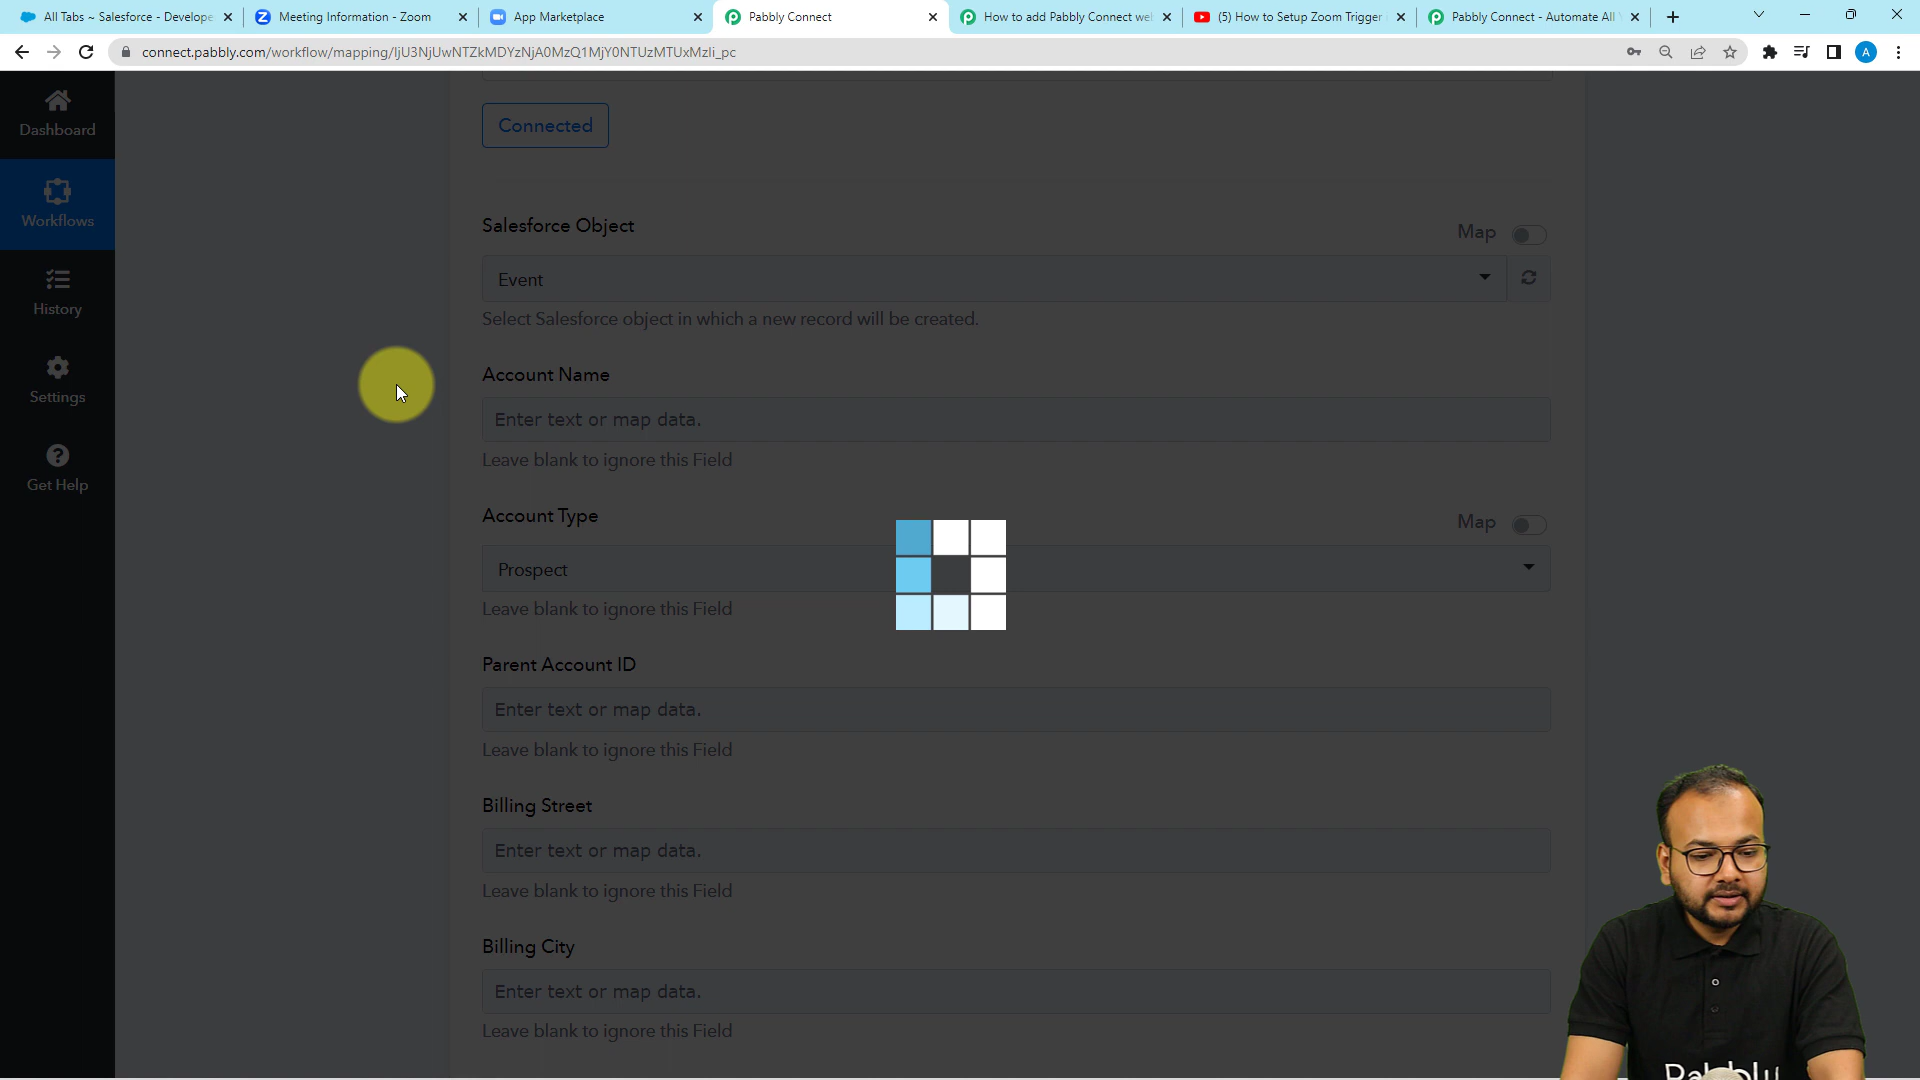 All Tabs ~ Salesforce - Develope
Meeting Information - Zoom
App Marketplace
Pabbly Connect
How to add Pabbly Connect we
(5) How to Setup Zoom Trigger
Pabbly Connect - Automate All
connect.pabbly.com/workflow/mapping/IjU3NjUwNTZkMDYzNjA0MzQ1MjY0NTUzMTUxMzIi_pc
A
Dashboard
Workflows
History
Settings
Get Help
Connected
Salesforce Object
Map
Event
Select Salesforce object in which a new record will be created.
Account Name
Enter text or map data.
Leave blank to ignore this Field
Account Type
Map
Prospect
Leave blank to ignore this Field
Parent Account ID
Enter text or map data.
Leave blank to ignore this Field
Billing Street
Enter text or map data.
Leave blank to ignore this Field
Billing City
Enter text or map data.
Leave blank to ignore this Field
Pabbly